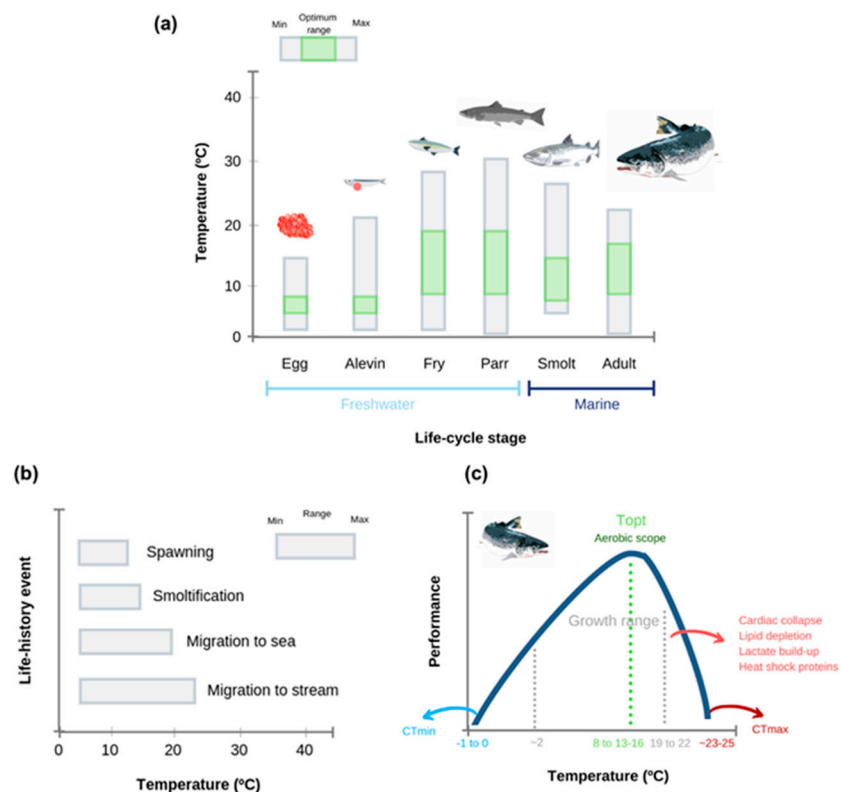 (a)
Min Optimum range Max
Temperature (ºC)
40
30
20
10
0
Egg Alevin Fry Parr Smolt Adult
Freshwater Marine
Life-cycle stage
(b)
Life-history event
Min Range Max
Spawning
Smoltification
Migration to sea
Migration to stream
0 10 20 30 40
Temperature (ºC)
(c)
Performance
Topt
Aerobic scope
Growth range
Cardiac collapse
Lipid depletion
Lactate build-up
Heat shock proteins
CTmin
CTmax
-1 to 0 ~2 8 to 13-16 19 to 22 ~23-25
Temperature (ºC)